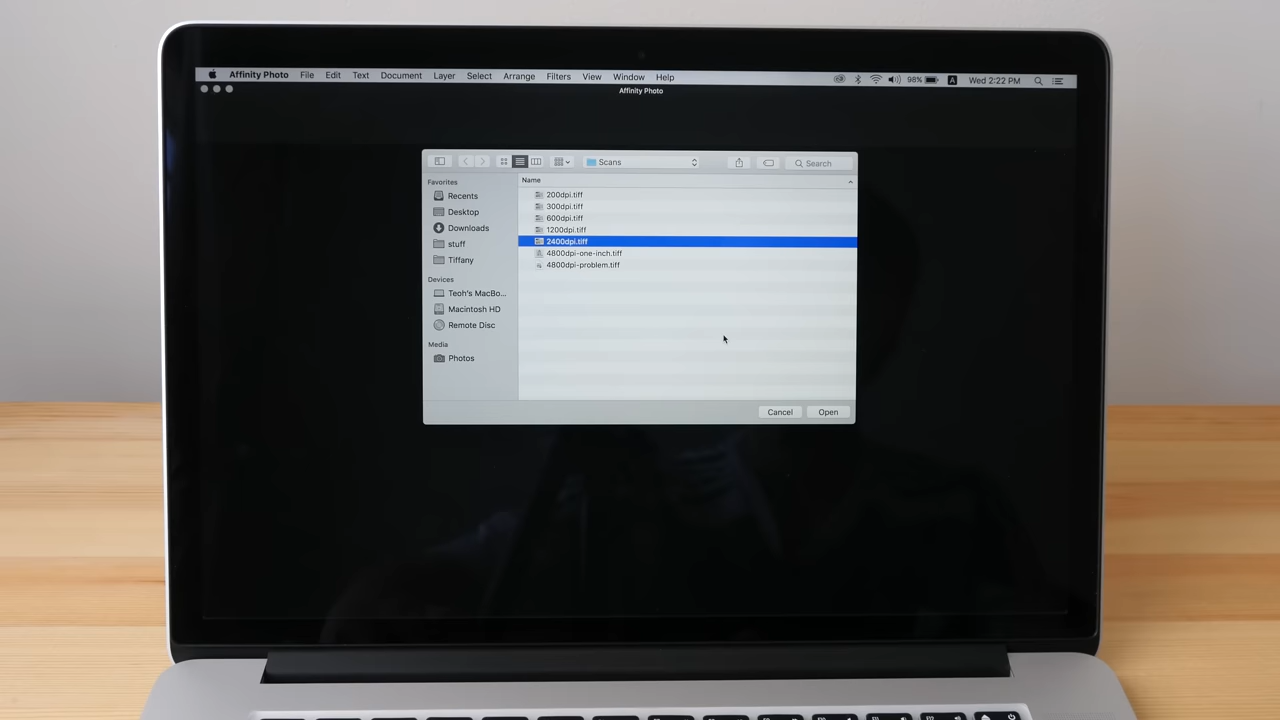 Affinity Photo File Edit Text Document Layer Select Arrange Filters View Window Help 98% A Wed 2:22 PM
Affinity Photo
Scans
Search
Favorites
Recents
Desktop
Downloads
stuff
Tiffany
Devices
Teoh's MacBo...
Macintosh HD
Remote Disc
Media
Photos
Name
200dpi.tiff
300dpi.tiff
600dpi.tiff
1200dpi.tiff
2400dpi.tiff
4800dpi-one-inch.tiff
4800dpi-problem.tiff
Cancel Open